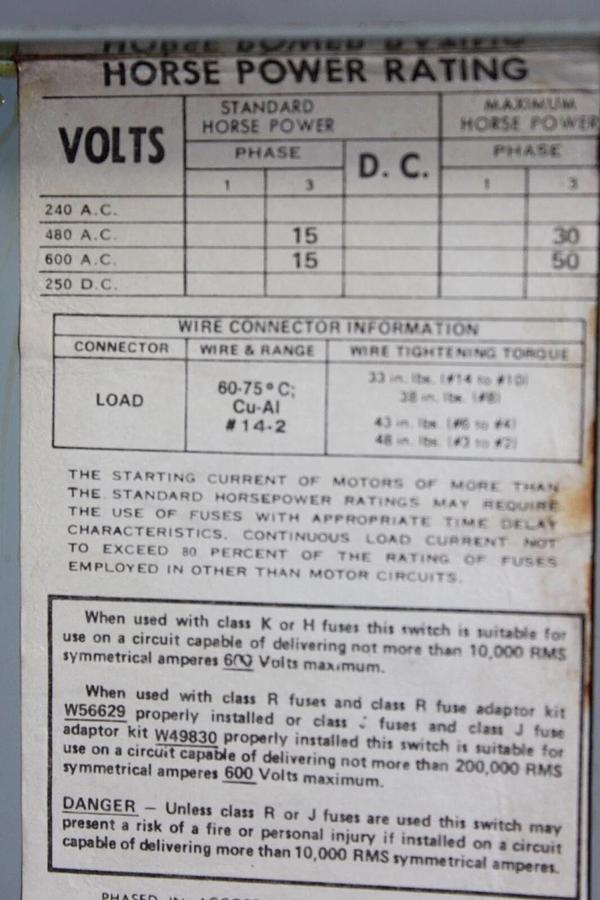 HORSE POWER RATING
HORSE POWER RATING
VOLTS
STANDARD
HORSE POWER
D. C.
MAXIMUM
HORSE POWER
PHASE
PHASE
1 3 1 3
240 A.C.
480 A.C. 15 30
600 A.C. 15 50
250 D.C.
WIRE CONNECTOR INFORMATION
CONNECTOR WIRE & RANGE WIRE TIGHTENING TORQUE
LOAD
60-75°C;
Cu-Al
#14-2
33 in. lbs. (#14 to #10)
38 in. lbs. (#8)
43 in. lbs. (#6 to #4)
48 in. lbs. (#3 to #2)
THE STARTING CURRENT OF MOTORS OF MORE THAN
THE STANDARD HORSEPOWER RATINGS MAY REQUIRE
THE USE OF FUSES WITH APPROPRIATE TIME DELAY
CHARACTERISTICS. CONTINUOUS LOAD CURRENT NOT
TO EXCEED 80 PERCENT OF THE RATING OF FUSES
EMPLOYED IN OTHER THAN MOTOR CIRCUITS.
When used with class K or H fuses this switch is suitable for
use on a circuit capable of delivering not more than 10,000 RMS
symmetrical amperes 600 Volts maximum.
When used with class R fuses and class R fuse adaptor kit
W56629 properly installed or class J fuses and class J fuse
adaptor kit W49830 properly installed this switch is suitable for
use on a circuit capable of delivering not more than 200,000 RMS
symmetrical amperes 600 Volts maximum.
DANGER — Unless class R or J fuses are used this switch may
present a risk of a fire or personal injury if installed on a circuit
capable of delivering more than 10,000 RMS symmetrical amperes.